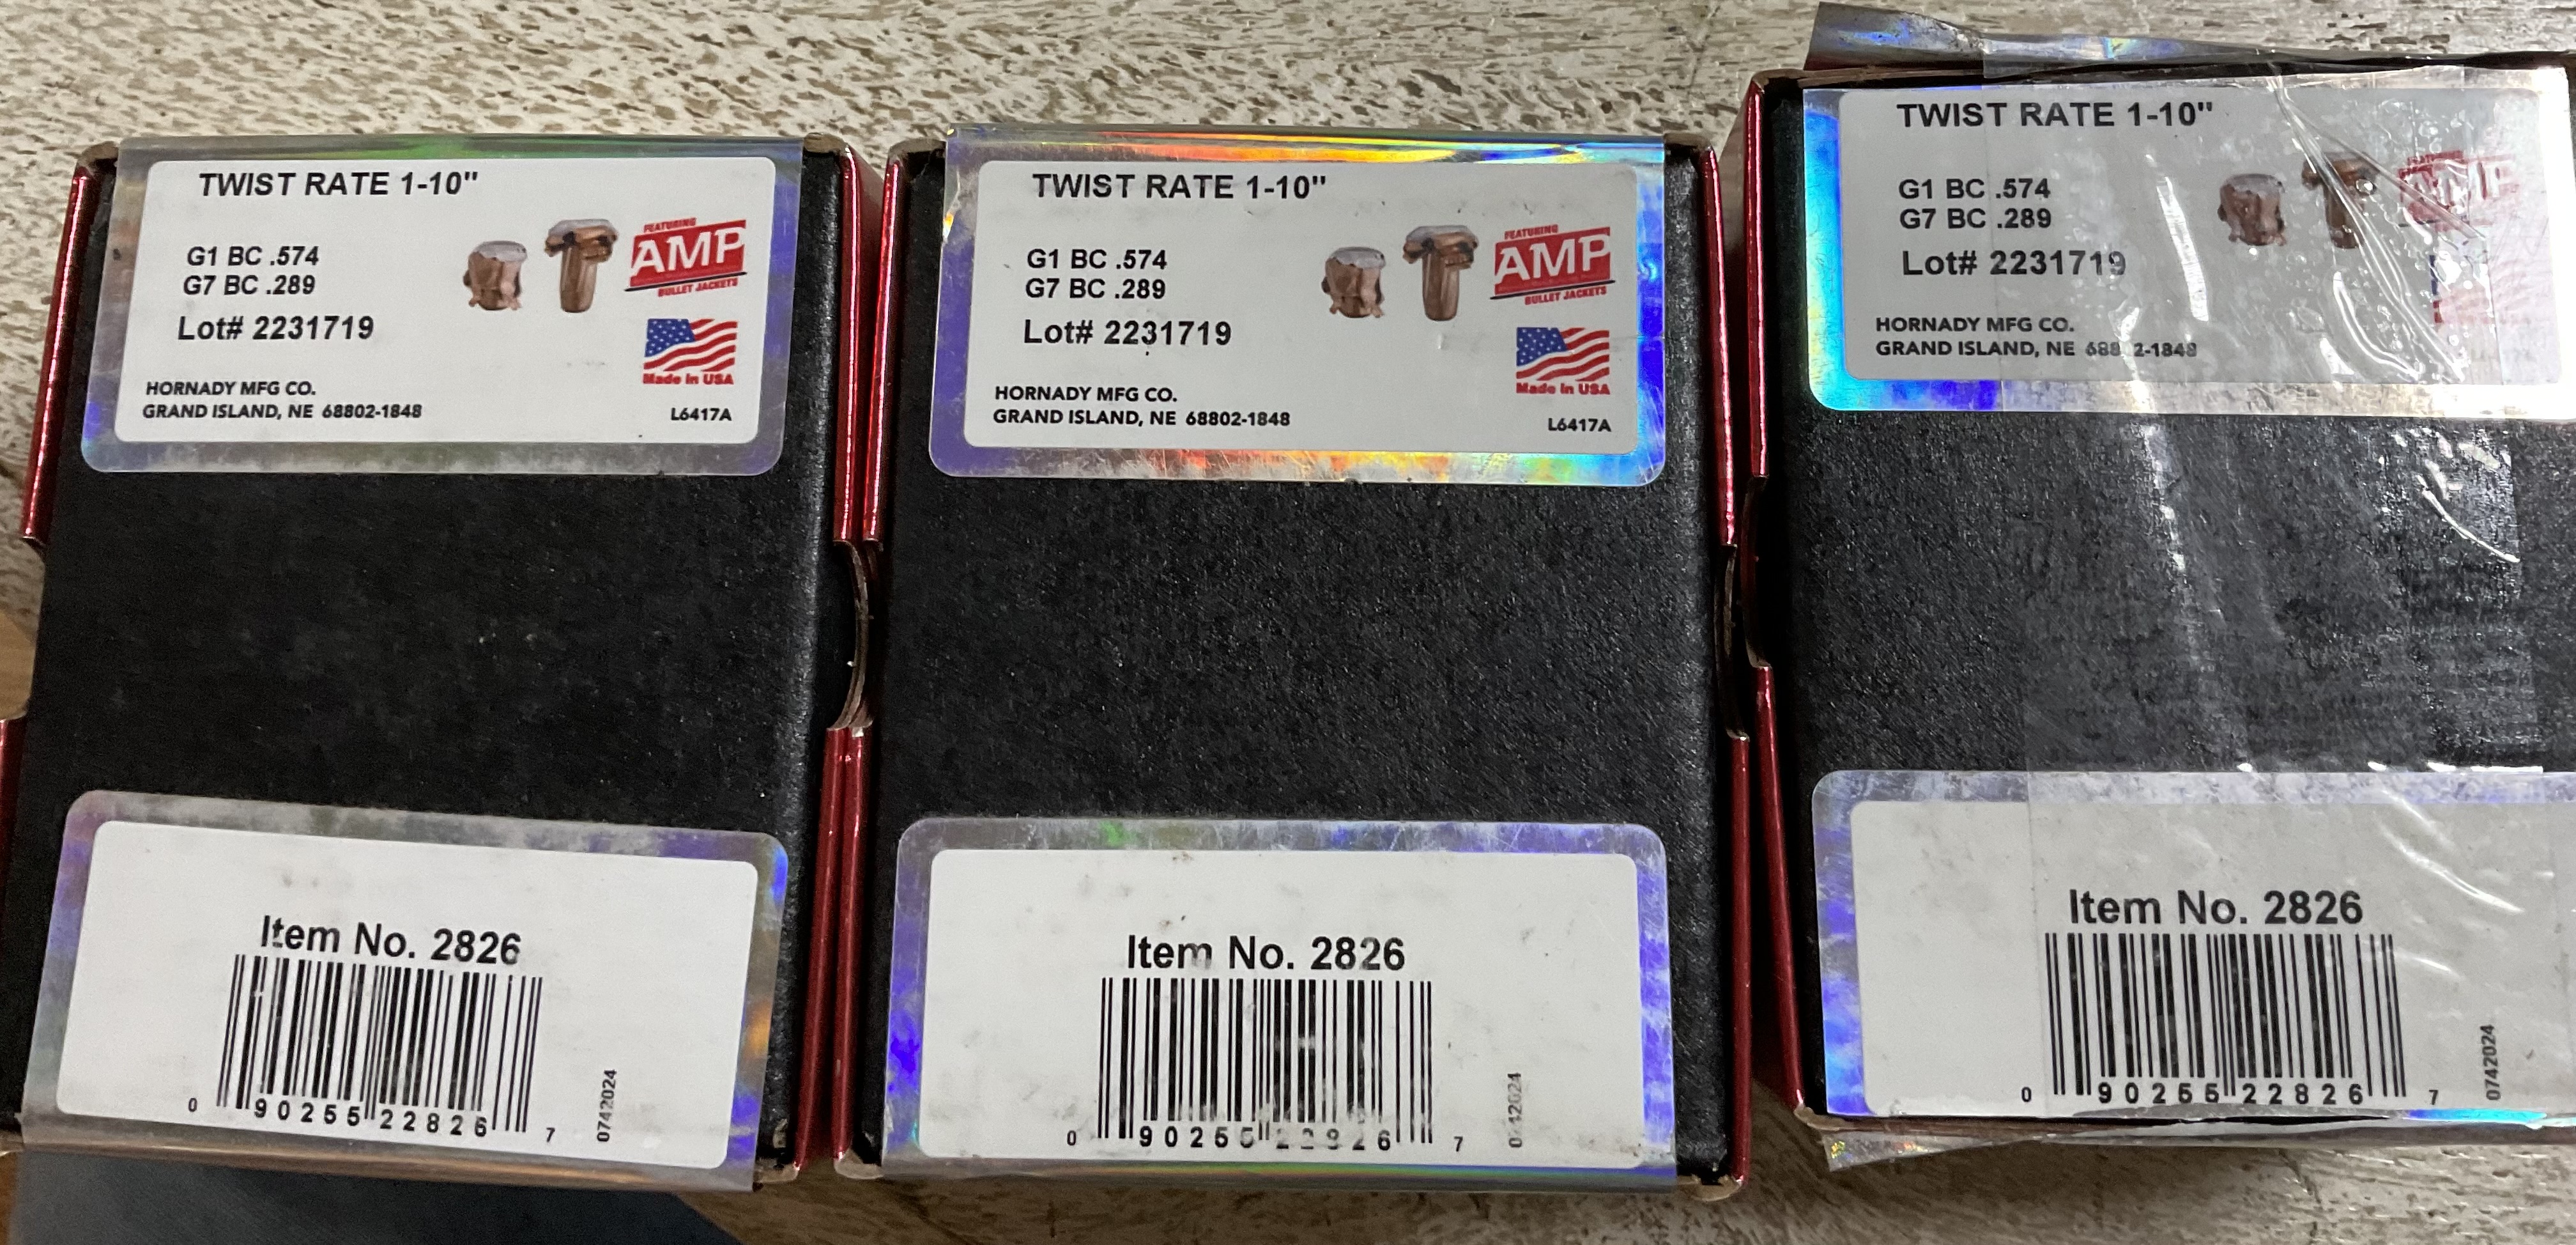 TWIST RATE 1-10"
G1 BC .574
G7 BC .289
Lot# 2231719
HORNADY MFG CO.
GRAND ISLAND, NE 68802-1848
FEATURING
AMP
BULLET JACKETS
Made in USA
L6417A
Item No. 2826
0 90255 22826 7
0742024
TWIST RATE 1-10"
G1 BC .574
G7 BC .289
Lot# 2231719
HORNADY MFG CO.
GRAND ISLAND, NE 68802-1848
FEATURING
AMP
BULLET JACKETS
Made in USA
L6417A
Item No. 2826
TWIST RATE 1-10"
G1 BC .574
G7 BC .289
Lot# 2231719
HORNADY MFG CO.
GRAND ISLAND, NE
AMP
Item No. 2826
0 90255 22826 7
0742024